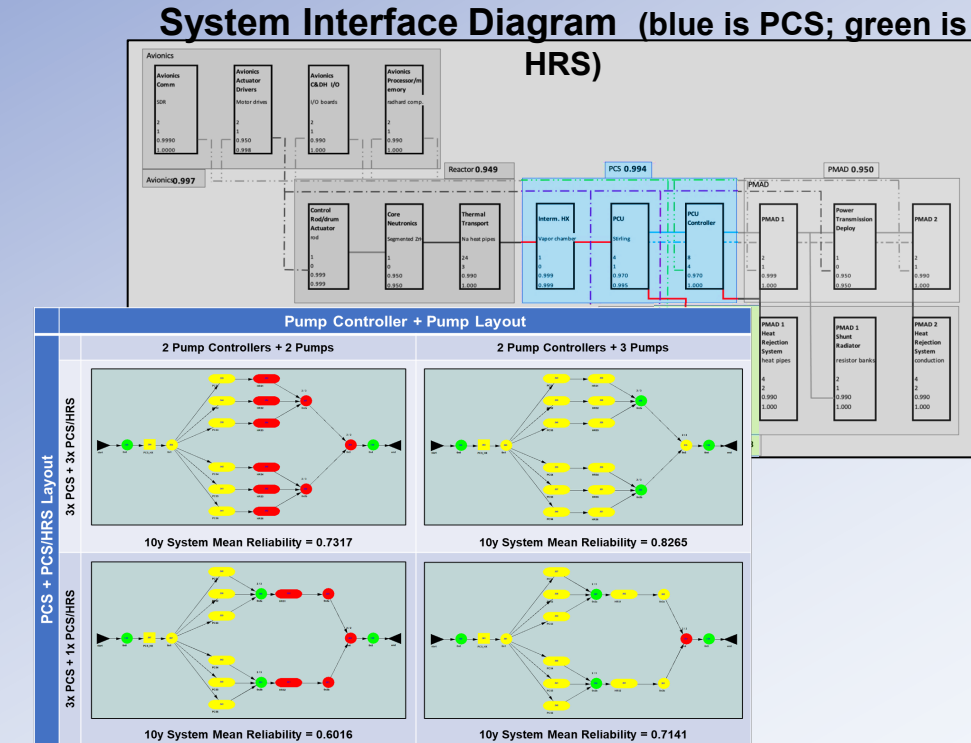 System Interface Diagram (blue is PCS; green is
HRS)
Avionics
Avionics
Comm
SDR
2
1
0.9990
1.0000
Avionics
Actuator
Drivers
Motor drives
2
1
0.950
0.998
Avionics
C&DH I/O
I/O boards
2
1
0.990
1.000
Avionics
Processor/m
emory
radhard comp.
2
1
0.990
1.000
Avionics0.997
Reactor 0.949
PCS 0.994
PMAD 0.950
PMAD
Control
Rod/drum
Actuator
rod
1
0
0.999
0.999
Core
Neutronics
1
0
0.950
0.950
Thermal
Transport
Na heat pipes
24
3
0.990
1.000
Interm. HX
Vapor chamber
1
0
0.999
0.999
PCU
Stirling
4
1
0.970
0.995
PCU
Controller
8
4
0.970
1.000
PMAD 1
2
1
0.999
1.000
Power
Transmission
Deploy
1
0
0.950
0.950
PMAD 2
2
1
0.990
1.000
PMAD 1
Heat
Rejection
System
heat pipes
4
2
0.990
1.000
PMAD 1
Shunt
Radiator
resistor banks
2
1
0.990
1.000
PMAD 2
Heat
Rejection
System
conduction
4
2
0.990
1.000
Pump Controller + Pump Layout
2 Pump Controllers + 2 Pumps
2 Pump Controllers + 3 Pumps
PCS + PCS/HRS Layout
3x PCS + 3x PCS/HRS
10y System Mean Reliability = 0.7317
10y System Mean Reliability = 0.8265
3x PCS + 1x PCS/HRS
10y System Mean Reliability = 0.6016
10y System Mean Reliability = 0.7141